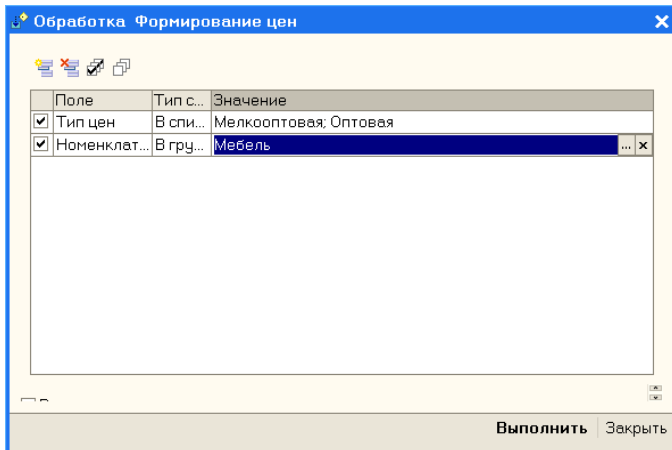 Обработка Формирование цен
Поле Тип с... Значение
Тип цен В спи... Мелкооптовая; Оптовая
Номенклат... В гру... Мебель ... x
Выполнить Закрыть